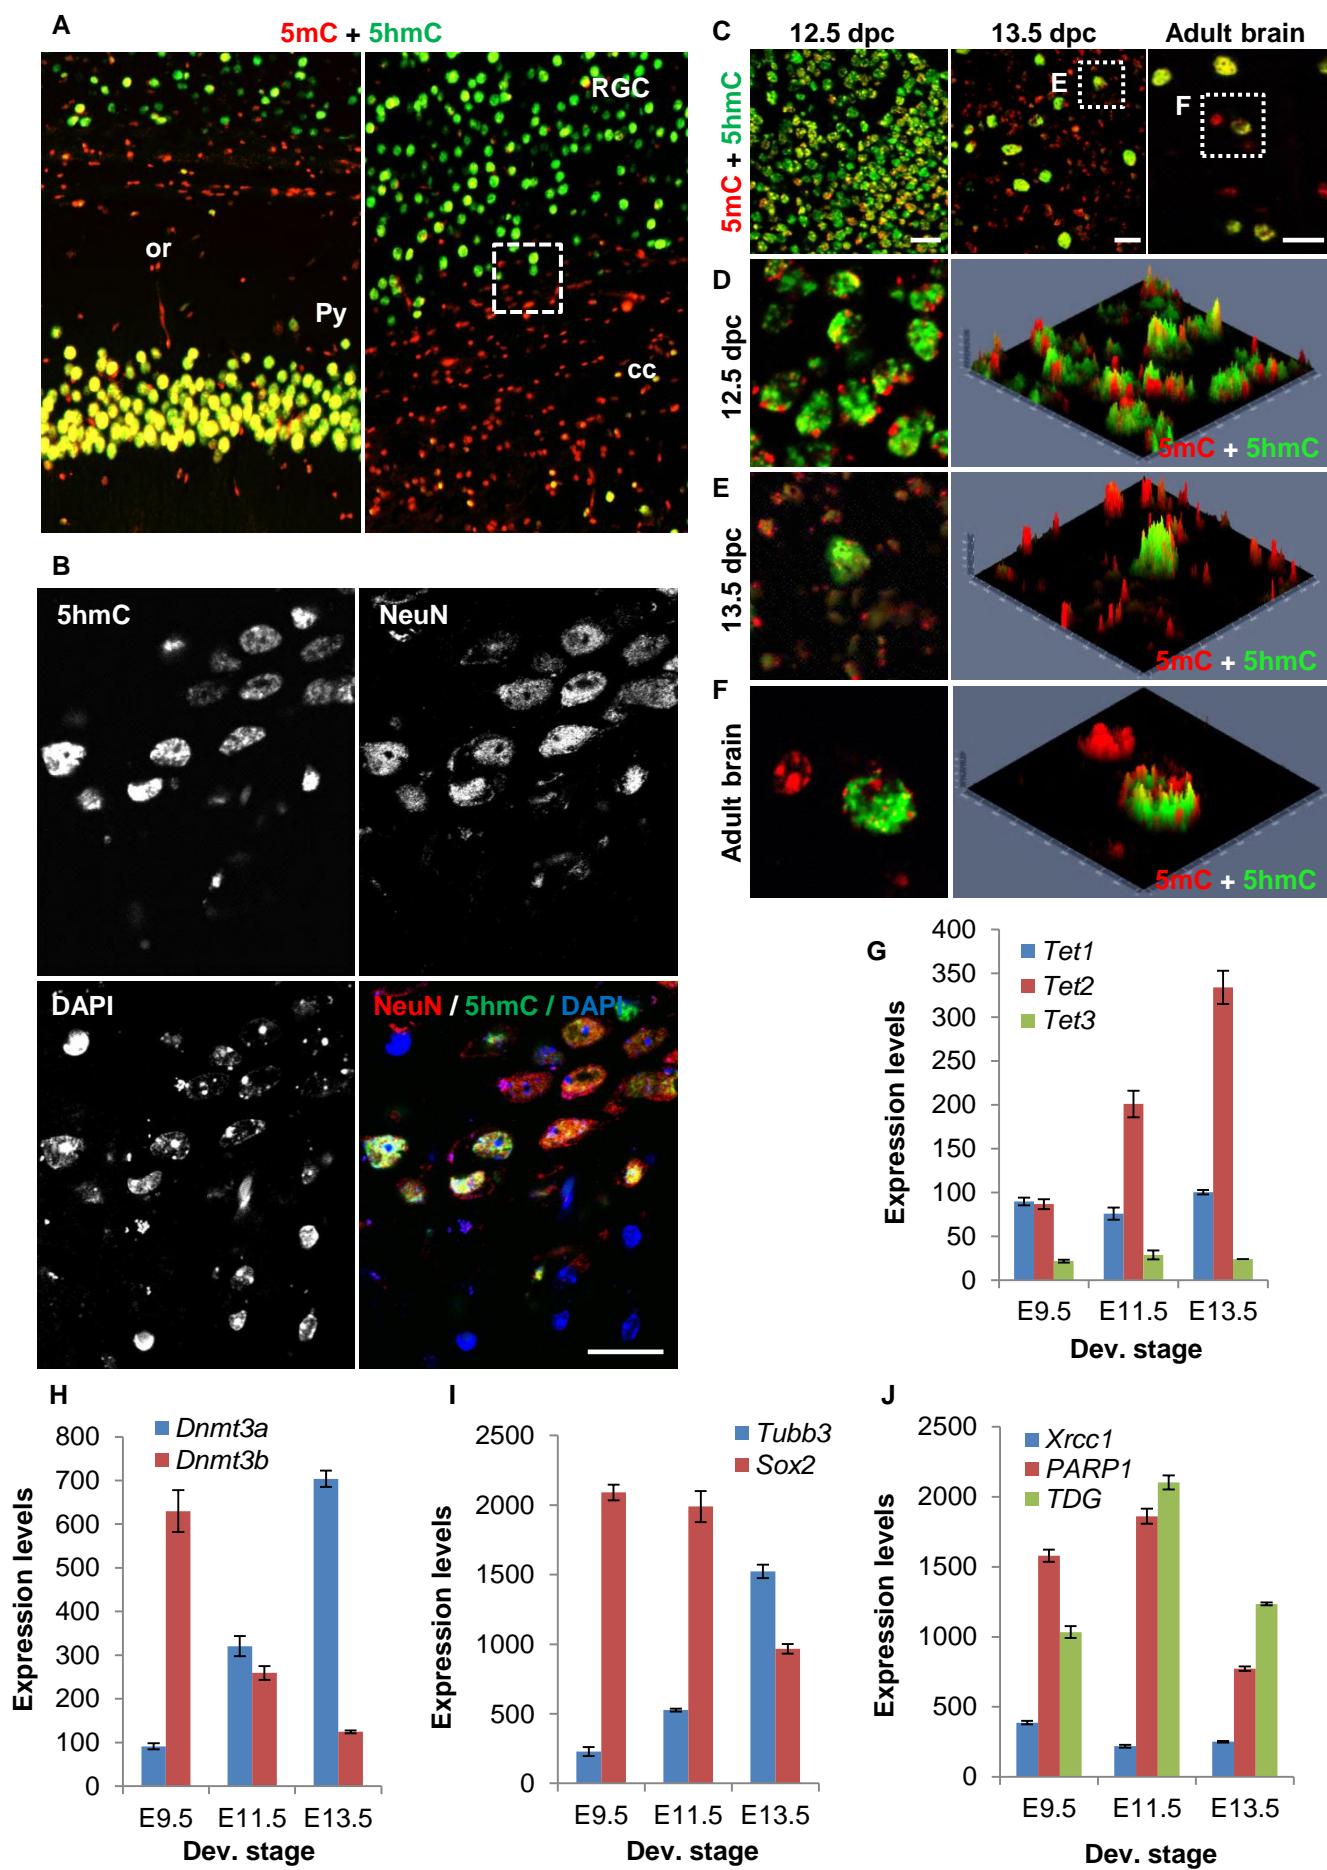 A
5mC + 5hmC
or
Py
RGC
cc
B
5hmC
NeuN
DAPI
NeuN / 5hmC / DAPI
C
12.5 dpc
13.5 dpc
Adult brain
5mC + 5hmC
E
F
D
12.5 dpc
5mC + 5hmC
E
13.5 dpc
5mC + 5hmC
F
Adult brain
5mC + 5hmC
G
Tet1
Tet2
Tet3
Expression levels
400
350
300
250
200
150
100
50
0
E9.5 E11.5 E13.5
Dev. stage
H
Dnmt3a
Dnmt3b
Expression levels
800
700
600
500
400
300
200
100
0
E9.5 E11.5 E13.5
Dev. stage
I
Tubb3
Sox2
Expression levels
2500
2000
1500
1000
500
0
E9.5 E11.5 E13.5
Dev. stage
J
Xrcc1
PARP1
TDG
Expression levels
2500
2000
1500
1000
500
0
E9.5 E11.5 E13.5
Dev. stage